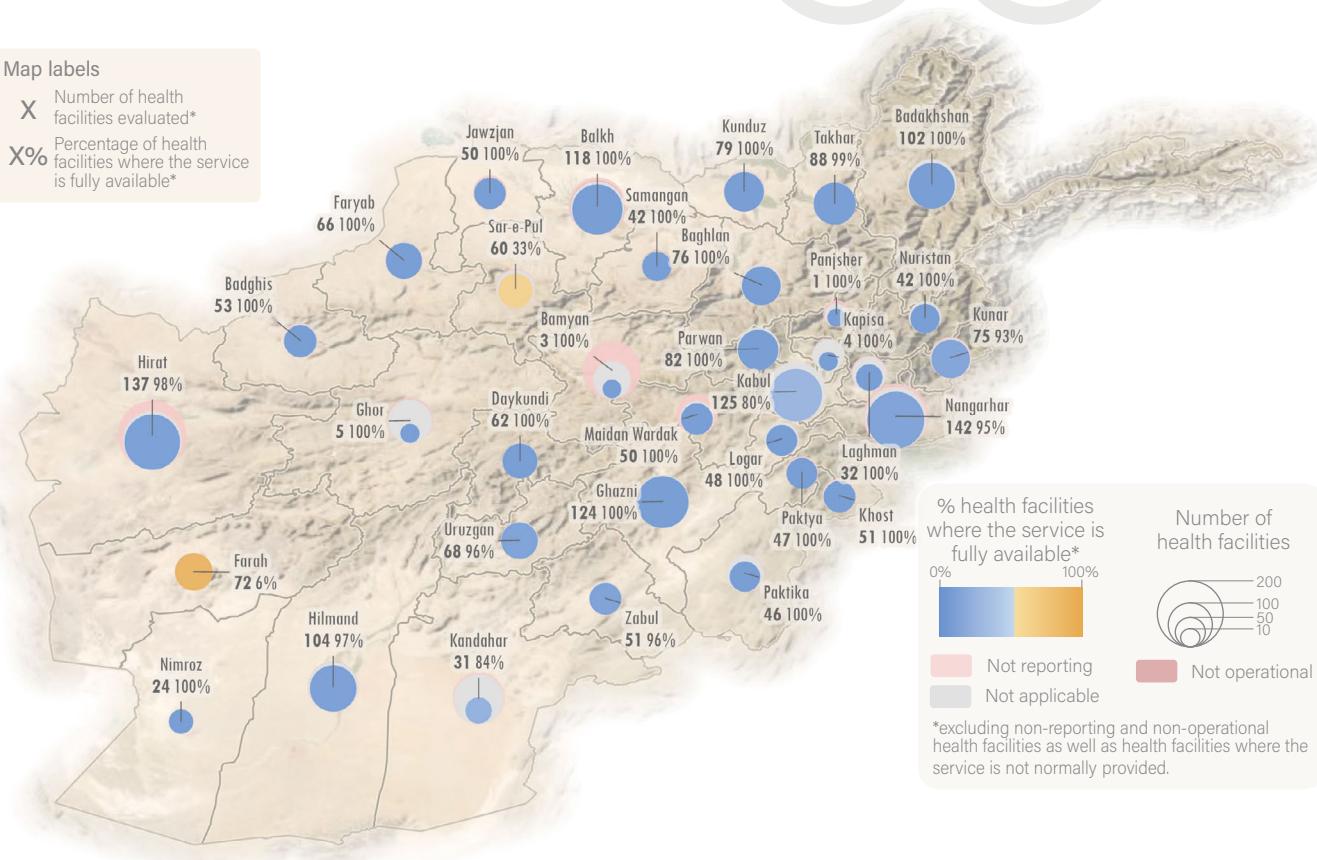 Map labels
X Number of health
facilities evaluated*
X% Percentage of health
facilities where the service
is fully available*
Jawzjan
50 100%
Balkh
118 100%
Kunduz
79 100%
Takhar
88 99%
Badakhshan
102 100%
Faryab
66 100%
Sar-e-Pul
60 33%
Samangan
42 100%
Baghlan
76 100%
Panjsher
1 100%
Nuristan
42 100%
Badghis
53 100%
Bamyan
3 100%
Parwan
82 100%
Kapisa
4 100%
Kunar
75 93%
Hirat
137 98%
Ghor
5 100%
Daykundi
62 100%
Maidan Wardak
50 100%
Kabul
125 80%
Nangarhar
142 95%
Logar
48 100%
Laghman
32 100%
Ghazni
124 100%
Uruzgan
68 96%
Paktya
47 100%
Khost
51 100%
Farah
72 6%
Paktika
46 100%
Zabul
51 96%
Hilmand
104 97%
Kandahar
31 84%
Nimroz
24 100%
% health facilities
where the service is
fully available*
0% 100%
Not reporting
Not applicable
Number of
health facilities
200
100
50
10
Not operational
*excluding non-reporting and non-operational
health facilities as well as health facilities where the
service is not normally provided.